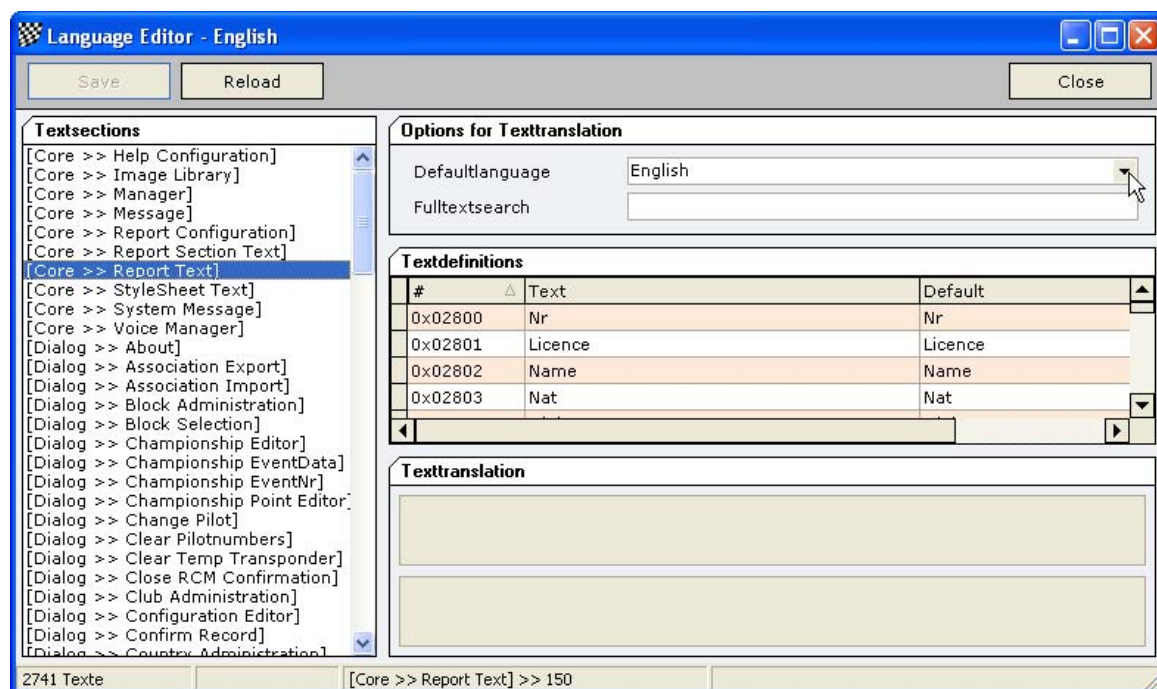 Language Editor - English
Save Reload Close
Textsections
[Core >> Help Configuration]
[Core >> Image Library]
[Core >> Manager]
[Core >> Message]
[Core >> Report Configuration]
[Core >> Report Section Text]
[Core >> Report Text]
[Core >> StyleSheet Text]
[Core >> System Message]
[Core >> Voice Manager]
[Dialog >> About]
[Dialog >> Association Export]
[Dialog >> Association Import]
[Dialog >> Block Administration]
[Dialog >> Block Selection]
[Dialog >> Championship Editor]
[Dialog >> Championship EventData]
[Dialog >> Championship EventNr]
[Dialog >> Championship Point Editor]
[Dialog >> Change Pilot]
[Dialog >> Clear Pilotnumbers]
[Dialog >> Clear Temp Transponder]
[Dialog >> Close RCM Confirmation]
[Dialog >> Club Administration]
[Dialog >> Configuration Editor]
[Dialog >> Confirm Record]
[Dialog >> Country Administration]
Options for Texttranslation
Defaultlanguage English
Fulltextsearch
Textdefinitions
# Text Default
0x02800 Nr Nr
0x02801 Licence Licence
0x02802 Name Name
0x02803 Nat Nat
Texttranslation
2741 Texte [Core >> Report Text] >> 150